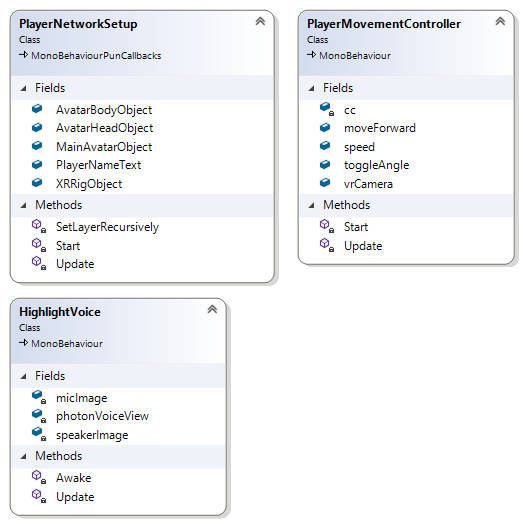 PlayerNetworkSetup
Class
MonoBehaviourPunCallbacks
Fields
AvatarBodyObject
AvatarHeadObject
MainAvatarObject
PlayerNameText
XRRigObject
Methods
SetLayerRecursively
Start
Update
PlayerMovementController
Class
MonoBehaviour
Fields
cc
moveForward
speed
toggleAngle
vrCamera
Methods
Start
Update
HighlightVoice
Class
MonoBehaviour
Fields
micImage
photonVoiceView
speakerImage
Methods
Awake
Update